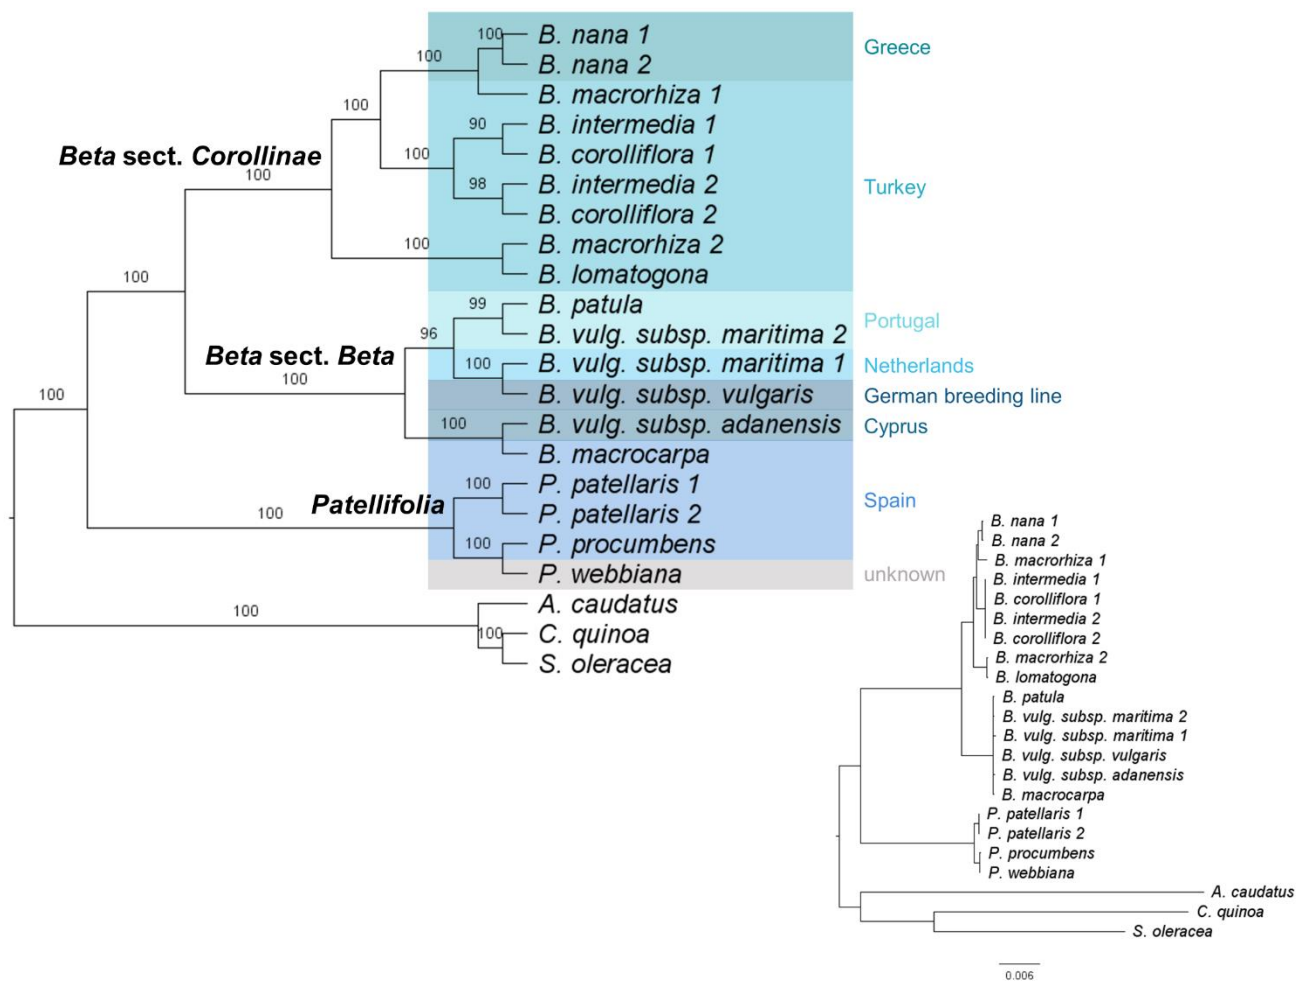 100
B. nana 1
100
B. nana 2
Greece
100
B. macrorhiza 1
90
B. intermedia 1
100
B. corolliflora 1
Beta sect. Corollinae
100
98
B. intermedia 2
Turkey
B. corolliflora 2
100
B. macrorhiza 2
100
B. lomatogona
99
B. patula
Portugal
96
B. vulg. subsp. maritima 2
Beta sect. Beta
100
B. vulg. subsp. maritima 1
Netherlands
100
B. vulg. subsp. vulgaris
German breeding line
100
100
B. vulg. subsp. adanensis
Cyprus
B. macrocarpa
100
P. patellaris 1
Spain
Patellifolia
100
P. patellaris 2
100
P. procumbens
P. webbiana
unknown
100
A. caudatus
100
C. quinoa
S. oleracea
B. nana 1
B. nana 2
B. macrorhiza 1
B. intermedia 1
B. corolliflora 1
B. intermedia 2
B. corolliflora 2
B. macrorhiza 2
B. lomatogona
B. patula
B. vulg. subsp. maritima 2
B. vulg. subsp. maritima 1
B. vulg. subsp. vulgaris
B. vulg. subsp. adanensis
B. macrocarpa
P. patellaris 1
P. patellaris 2
P. procumbens
P. webbiana
A. caudatus
C. quinoa
S. oleracea
0.006